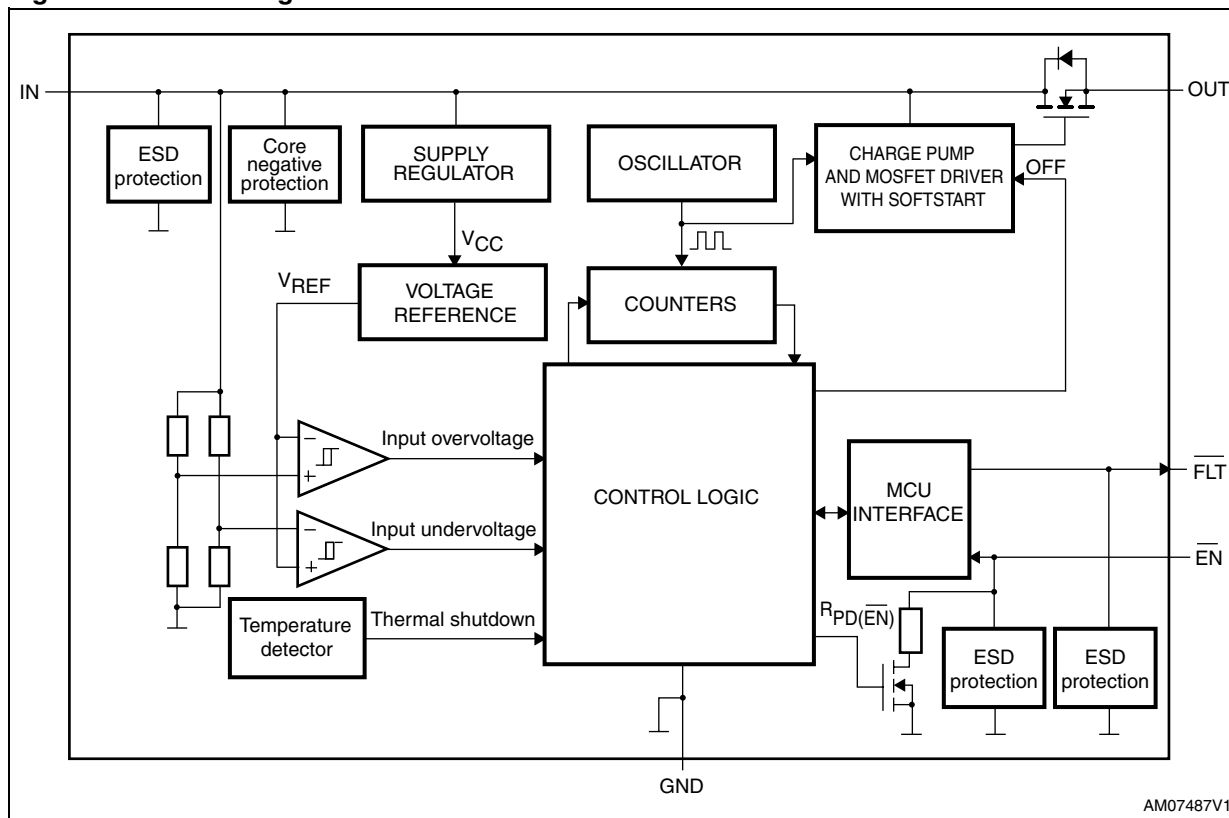 IN
OUT
ESD
protection
Core
negative
protection
SUPPLY
REGULATOR
OSCILLATOR
CHARGE PUMP
AND MOSFET DRIVER
WITH SOFTSTART
OFF
VCC
VREF
VOLTAGE
REFERENCE
COUNTERS
Input overvoltage
−
+
CONTROL LOGIC
MCU
INTERFACE
FLT
Input undervoltage
−
+
EN
Thermal shutdown
Temperature
detector
RPD(EN)
ESD
protection
ESD
protection
GND
AM07487V1